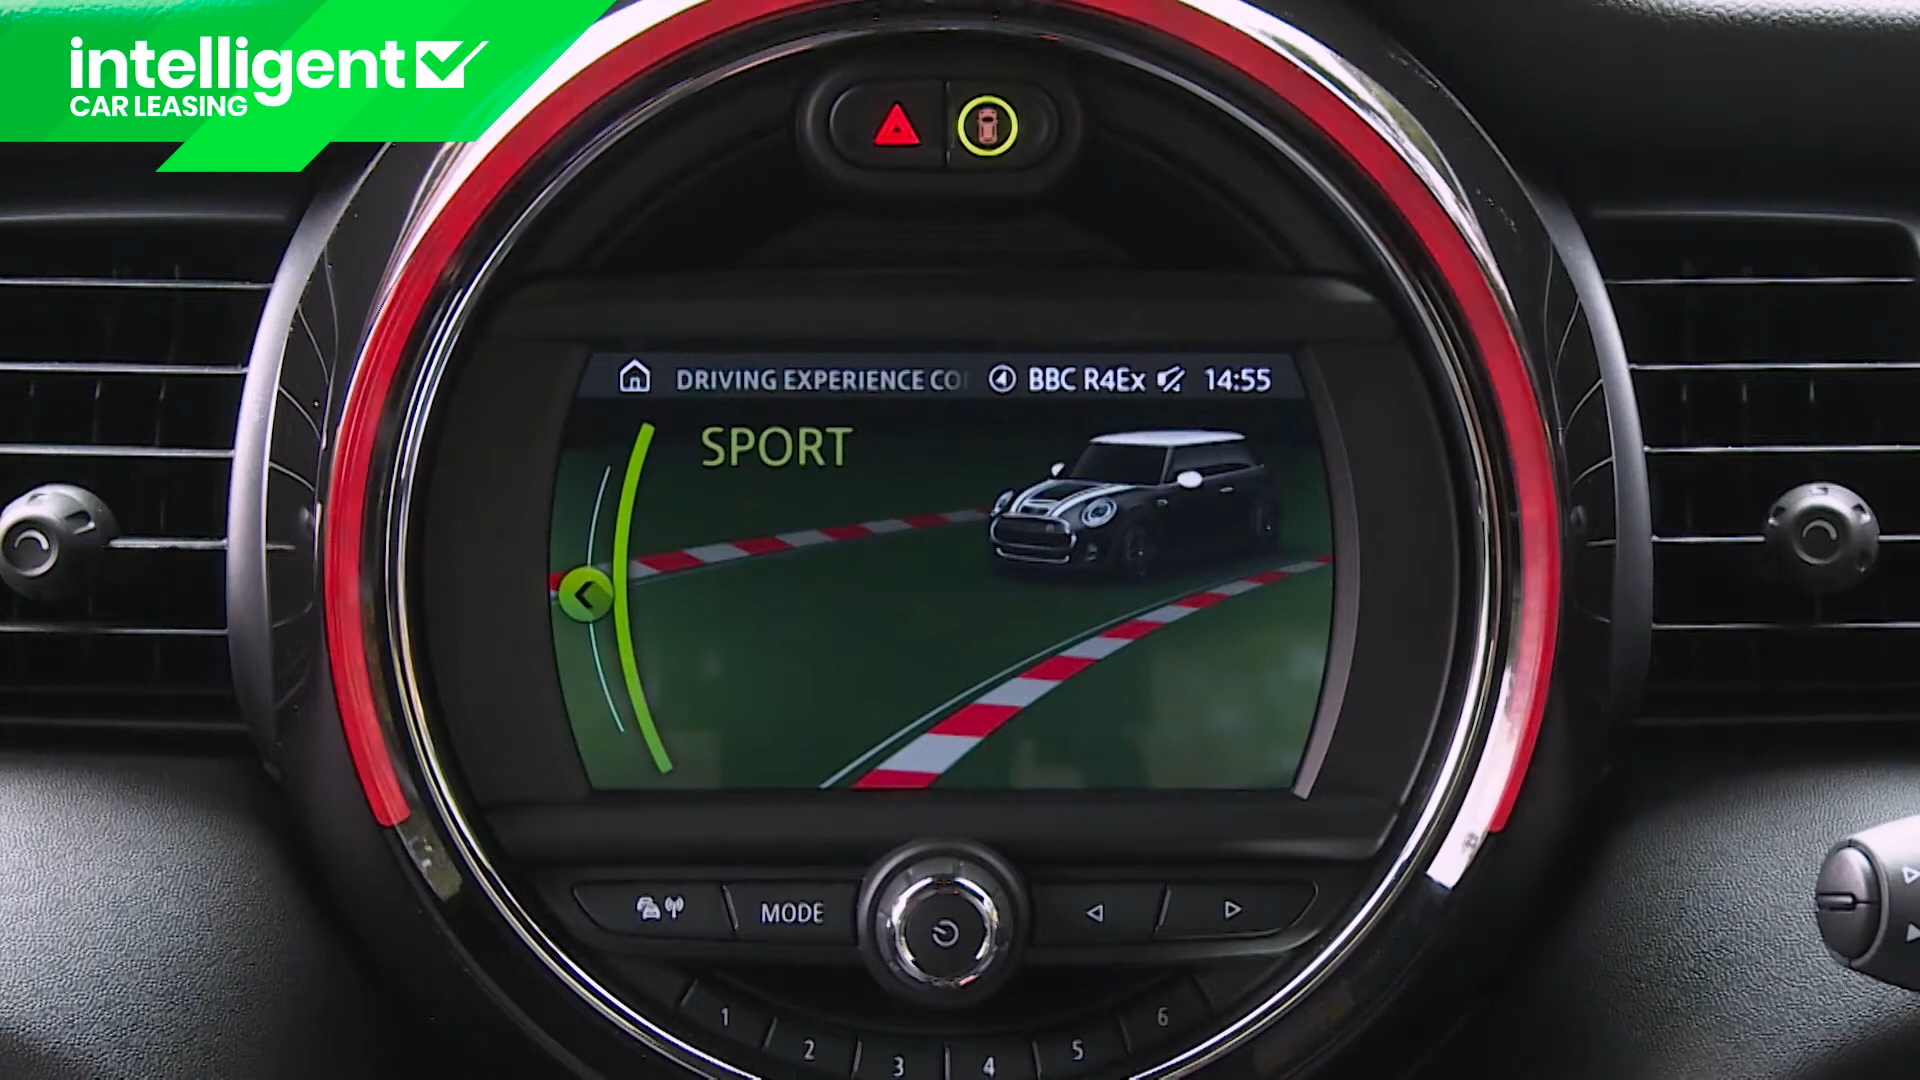 intelligent
CAR LEASING
DRIVING EXPERIENCE CO
BBC R4Ex
14:55
SPORT
MODE
1
2
3
4
5
6